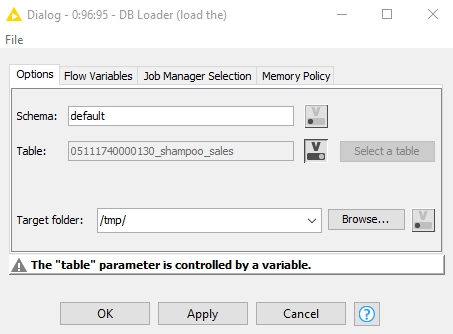 Dialog - 0:96:95 - DB Loader (load the)
File
Options Flow Variables Job Manager Selection Memory Policy
Schema: default V
Table: 05111740000130_shampoo_sales V Select a table
Target folder: /tmp/ Browse... V
The "table" parameter is controlled by a variable.
OK Apply Cancel ?